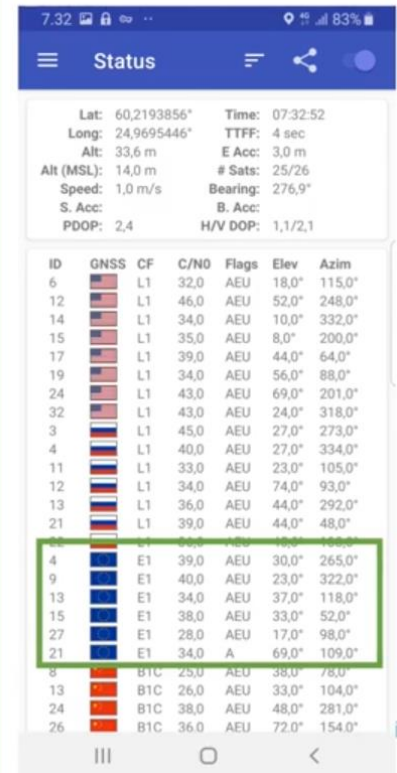 7.32 83%
Status
Lat: 60,2193856° Time: 07:32:52
Long: 24,9695446° TTFF: 4 sec
Alt: 33,6 m E Acc: 3,0 m
Alt (MSL): 14,0 m # Sats: 25/26
Speed: 1,0 m/s Bearing: 276,9°
S. Acc: B. Acc:
PDOP: 2,4 H/V DOP: 1,1/2,1
ID GNSS CF C/N0 Flags Elev Azim
6 L1 32,0 AEU 18,0° 115,0°
12 L1 46,0 AEU 52,0° 248,0°
14 L1 34,0 AEU 10,0° 332,0°
15 L1 35,0 AEU 8,0° 200,0°
17 L1 39,0 AEU 44,0° 64,0°
19 L1 34,0 AEU 56,0° 88,0°
24 L1 43,0 AEU 69,0° 201,0°
32 L1 43,0 AEU 24,0° 318,0°
3 L1 45,0 AEU 27,0° 273,0°
4 L1 40,0 AEU 27,0° 334,0°
11 L1 33,0 AEU 23,0° 105,0°
12 L1 34,0 AEU 74,0° 93,0°
13 L1 36,0 AEU 44,0° 292,0°
21 L1 39,0 AEU 44,0° 48,0°
4 E1 39,0 AEU 30,0° 265,0°
9 E1 40,0 AEU 23,0° 322,0°
13 E1 34,0 AEU 37,0° 118,0°
15 E1 38,0 AEU 33,0° 52,0°
27 E1 28,0 AEU 17,0° 98,0°
21 E1 34,0 A 69,0° 109,0°
8 B1C 25,0 AEU 38,0° 78,0°
13 B1C 26,0 AEU 33,0° 104,0°
24 B1C 38,0 AEU 48,0° 281,0°
26 B1C 36,0 AEU 72,0° 154,0°